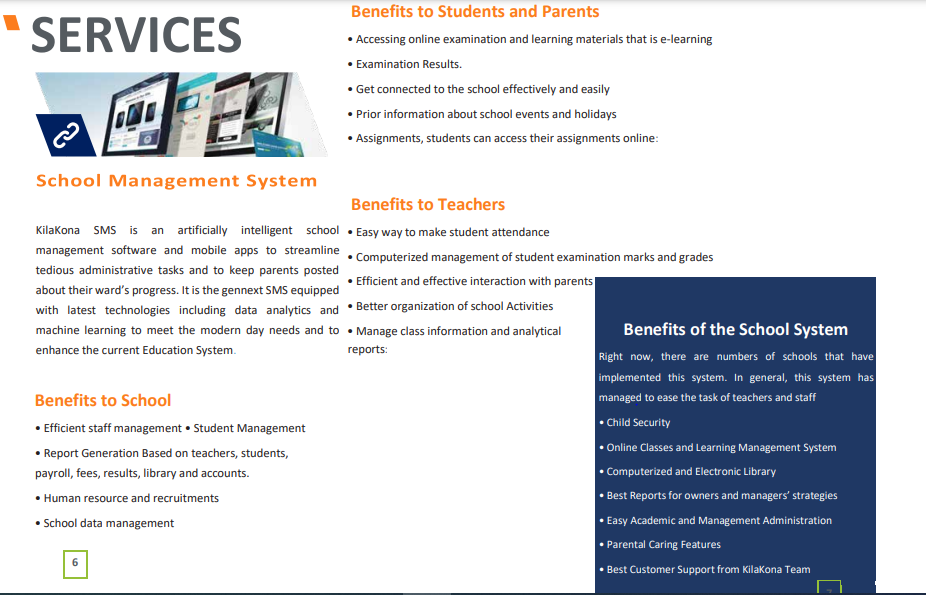 SERVICES
School Management System
KilaKona SMS is an artificially intelligent school
management software and mobile apps to streamline
tedious administrative tasks and to keep parents posted
about their ward's progress. It is the gennext SMS equipped
with latest technologies including data analytics and
machine learning to meet the modern day needs and to
enhance the current Education System.
Benefits to School
• Efficient staff management • Student Management
• Report Generation Based on teachers, students,
payroll, fees, results, library and accounts.
• Human resource and recruitments
• School data management
6
Benefits to Students and Parents
• Accessing online examination and learning materials that is e-learning
• Examination Results.
• Get connected to the school effectively and easily
• Prior information about school events and holidays
• Assignments, students can access their assignments online:
Benefits to Teachers
• Easy way to make student attendance
• Computerized management of student examination marks and grades
• Efficient and effective interaction with parents
• Better organization of school Activities
• Manage class information and analytical
reports:
Benefits of the School System
Right now, there are numbers of schools that have
implemented this system. In general, this system has
managed to ease the task of teachers and staff
• Child Security
• Online Classes and Learning Management System
• Computerized and Electronic Library
• Best Reports for owners and managers' strategies
• Easy Academic and Management Administration
• Parental Caring Features
• Best Customer Support from KilaKona Team